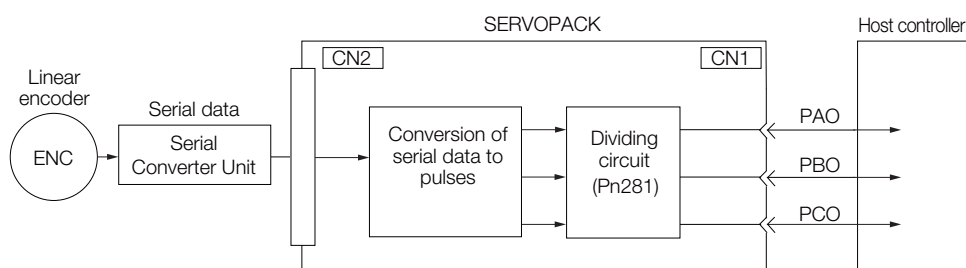 SERVOPACK
Host controller
CN2
CN1
Linear
encoder
Serial data
ENC
Serial
Converter Unit
Conversion of
serial data to
pulses
Dividing
circuit
(Pn281)
PAO
PBO
PCO